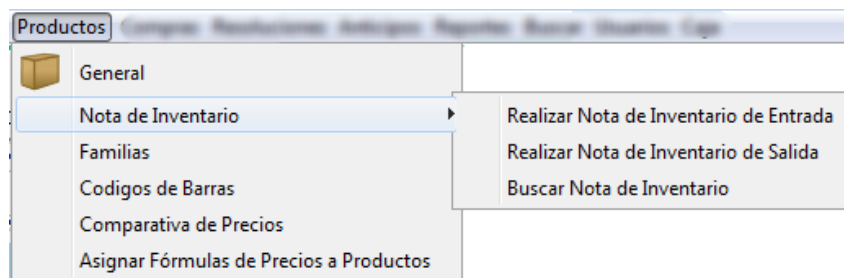 Productos
General
Nota de Inventario
Realizar Nota de Inventario de Entrada
Familias
Realizar Nota de Inventario de Salida
Codigos de Barras
Buscar Nota de Inventario
Comparativa de Precios
Asignar Fórmulas de Precios a Productos